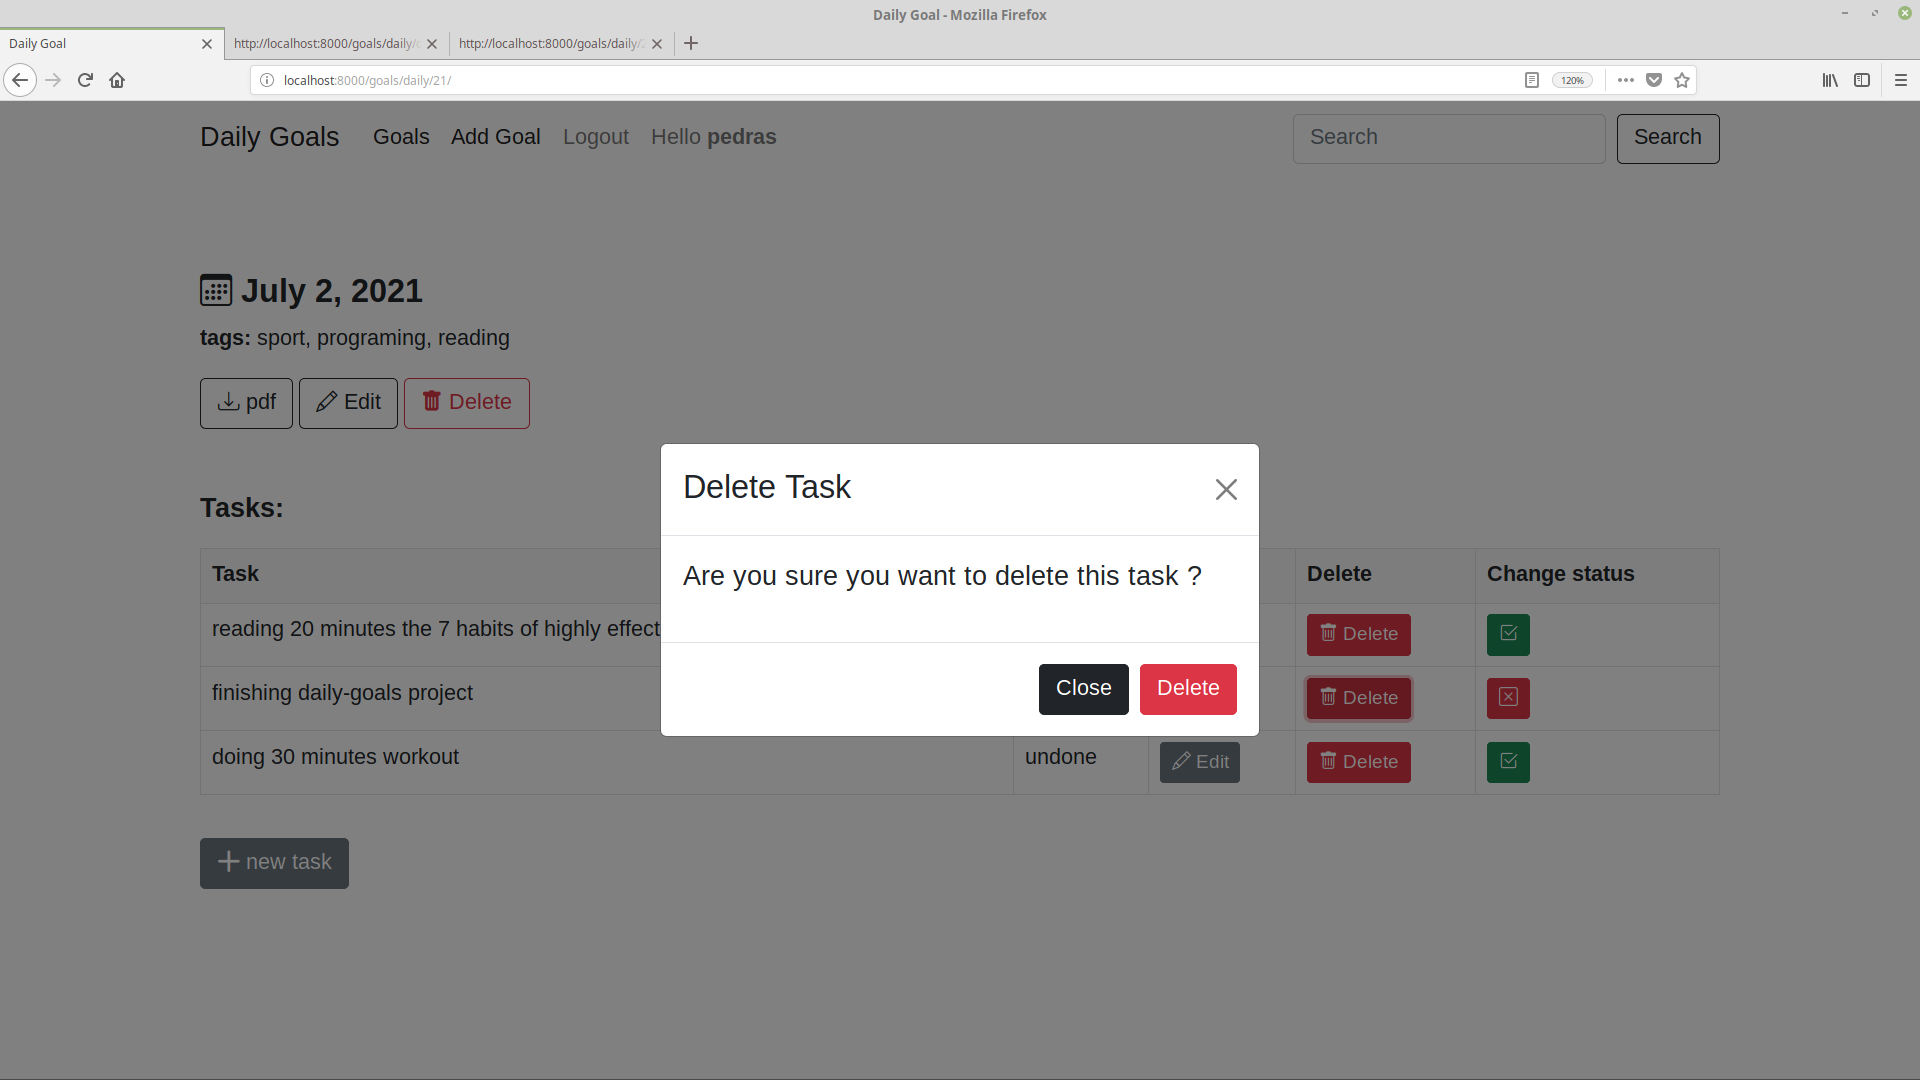 Daily Goal - Mozilla Firefox
Daily Goal
http://localhost:8000/goals/daily/
http://localhost:8000/goals/daily/
localhost:8000/goals/daily/21/
120%
Daily Goals Goals Add Goal Logout Hello pedras Search Search
July 2, 2021
tags: sport, programing, reading
pdf Edit Delete
Tasks:
Task Delete Change status
reading 20 minutes the 7 habits of highly effect Delete
finishing daily-goals project Delete
doing 30 minutes workout undone Edit Delete
new task
Delete Task
Are you sure you want to delete this task ?
Close Delete